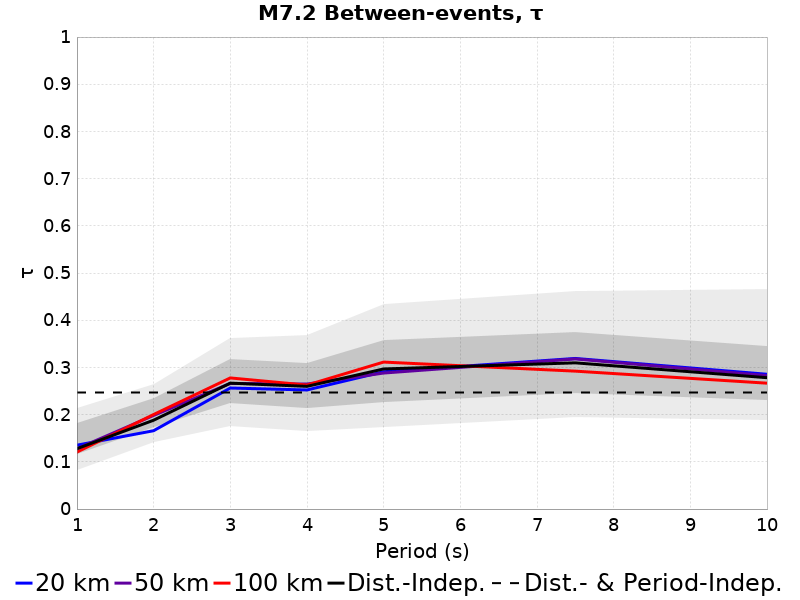 M7.2 Between-events, τ
1
0.9
0.8
0.7
0.6
0.5
0.4
0.3
0.2
0.1
0
τ
1 2 3 4 5 6 7 8 9 10
Period (s)
20 km 50 km 100 km Dist.-Indep. Dist.- & Period-Indep.